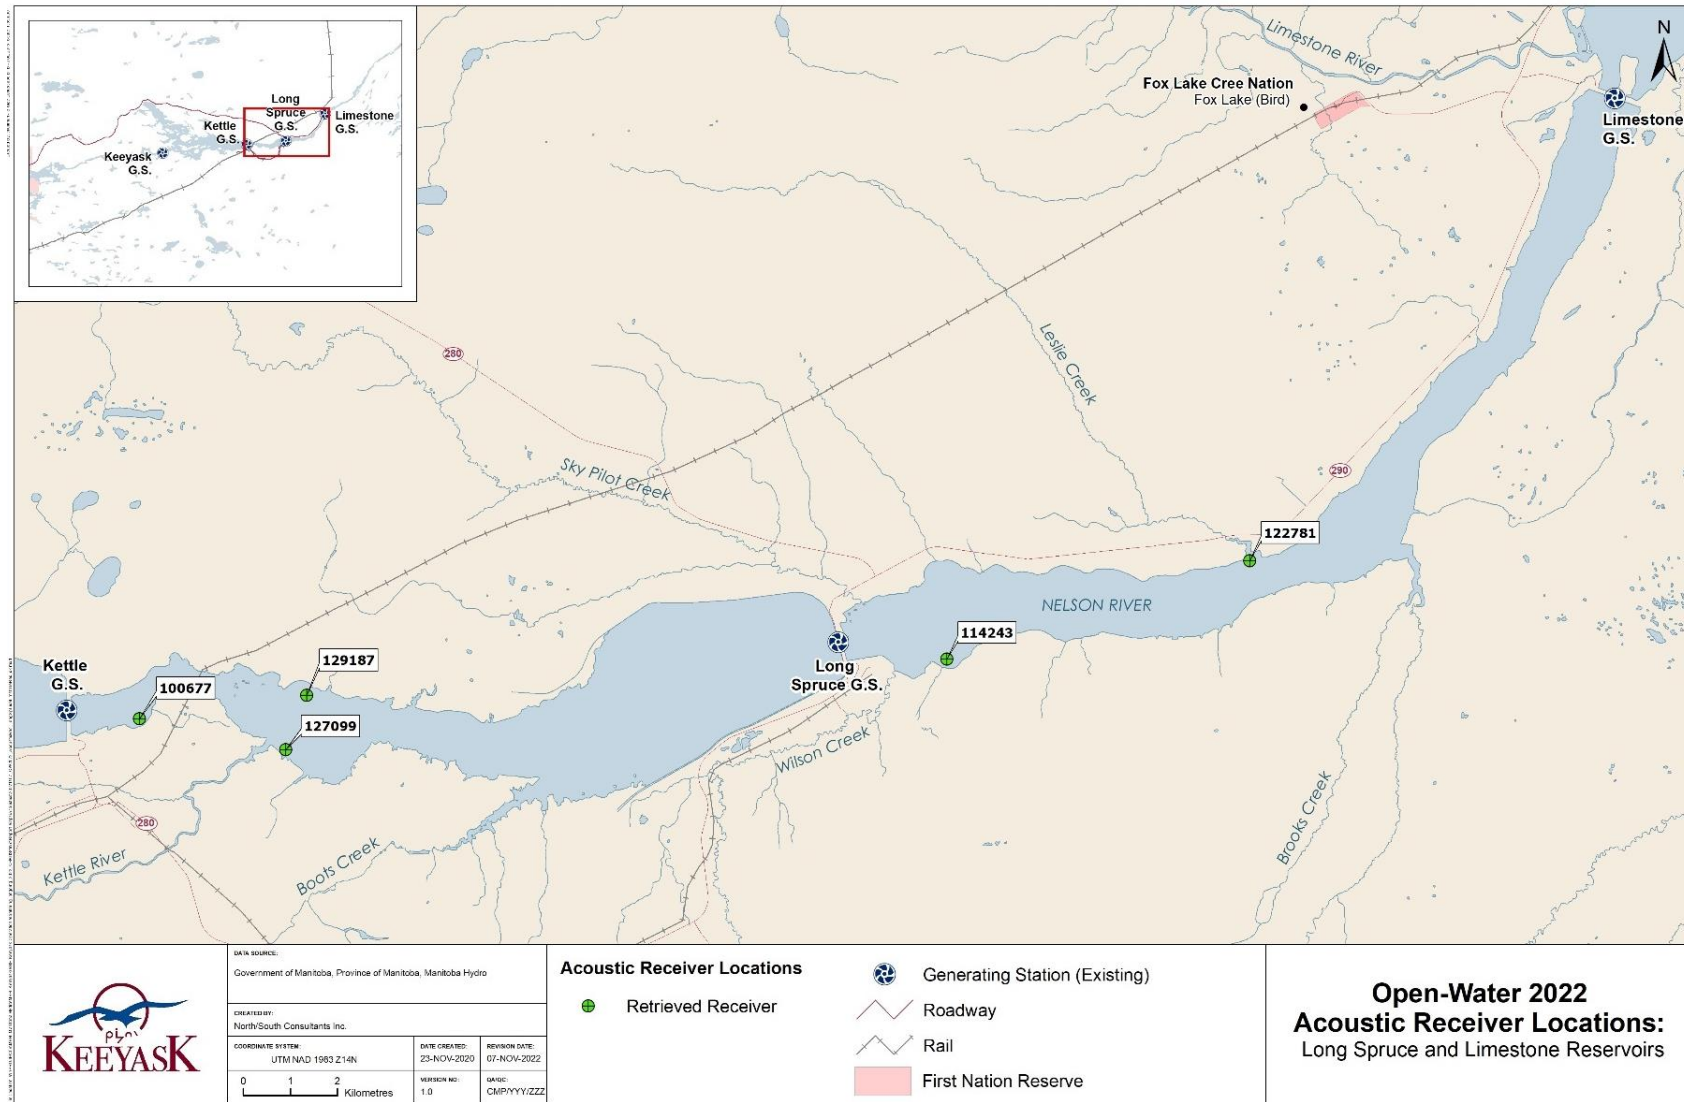 Long
Spruce
G.S.
Kettle
G.S.
Limestone
G.S.
Keeyask
G.S.
N
Limestone River
Fox Lake Cree Nation
Fox Lake (Bird)
Limestone
G.S.
280
Leslie Creek
Sky Pilot Creek
290
122781
NELSON RIVER
114243
Long
Spruce G.S.
Kettle
G.S.
129187
100677
127099
Wilson Creek
280
Kettle River
Boots Creek
Brooks Creek
KEEYASK
DATA SOURCE:
Government of Manitoba, Province of Manitoba, Manitoba Hydro
CREATED BY:
North/South Consultants Inc.
COORDINATE SYSTEM:
UTM NAD 1983 Z14N
DATE CREATED:
23-NOV-2020
REVISION DATE:
07-NOV-2022
0 1 2 Kilometres
VERSION NO:
1.0
QA/QC:
CMP/YYY/ZZZ
Acoustic Receiver Locations
Retrieved Receiver
Generating Station (Existing)
Roadway
Rail
First Nation Reserve
Open-Water 2022
Acoustic Receiver Locations:
Long Spruce and Limestone Reservoirs